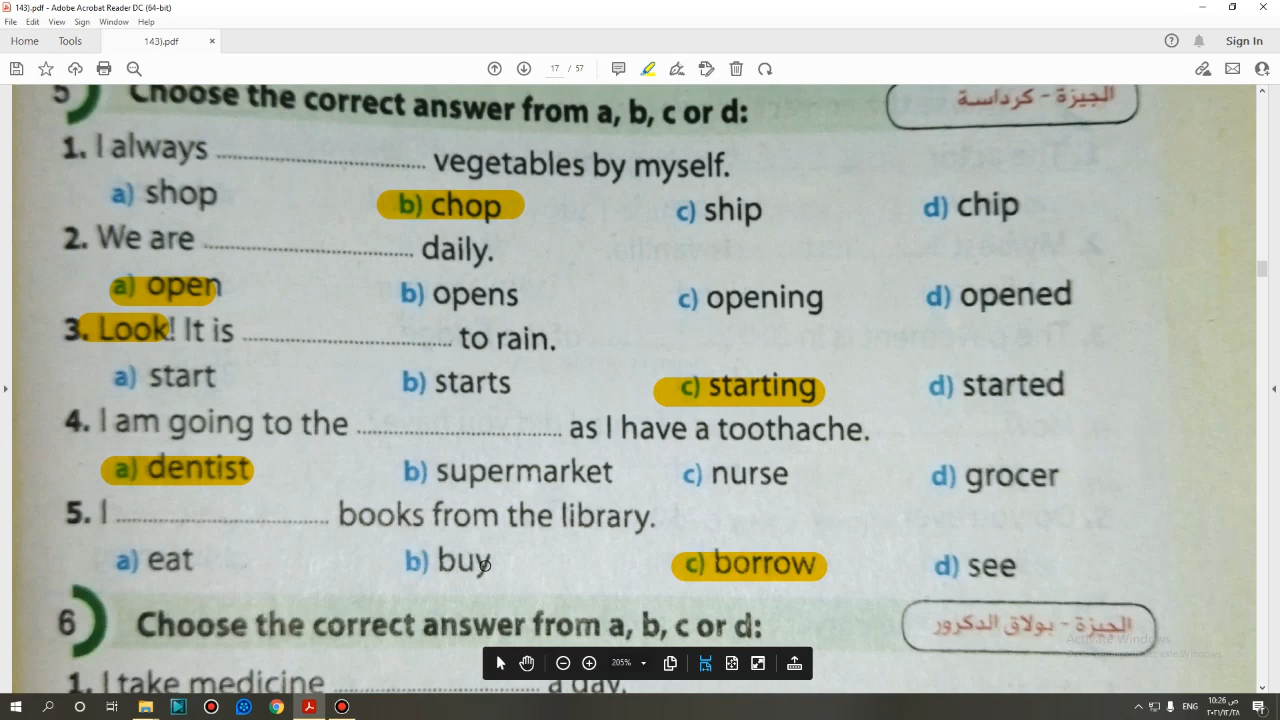 143).pdf - Adobe Acrobat Reader DC (64-bit)
File Edit View Sign Window Help
Home Tools 143).pdf × Sign In
17 / 57
5 Choose the correct answer from a, b, c or d: الجيزة - كرداسة
1. I always .............................. vegetables by myself.
a) shop b) chop c) ship d) chip
2. We are .............................. daily.
a) open b) opens c) opening d) opened
3. Look! It is .............................. to rain.
a) start b) starts c) starting d) started
4. I am going to the .............................. as I have a toothache.
a) dentist b) supermarket c) nurse d) grocer
5. I .............................. books from the library.
a) eat b) buy c) borrow d) see
6 Choose the correct answer from a, b, c or d: الجيزة - بولاق الدكرور
Activate Windows
205%
1. I take medicine .............................. a day.
ENG
10:26 ص
٢٠٢١/١٢/٢٨